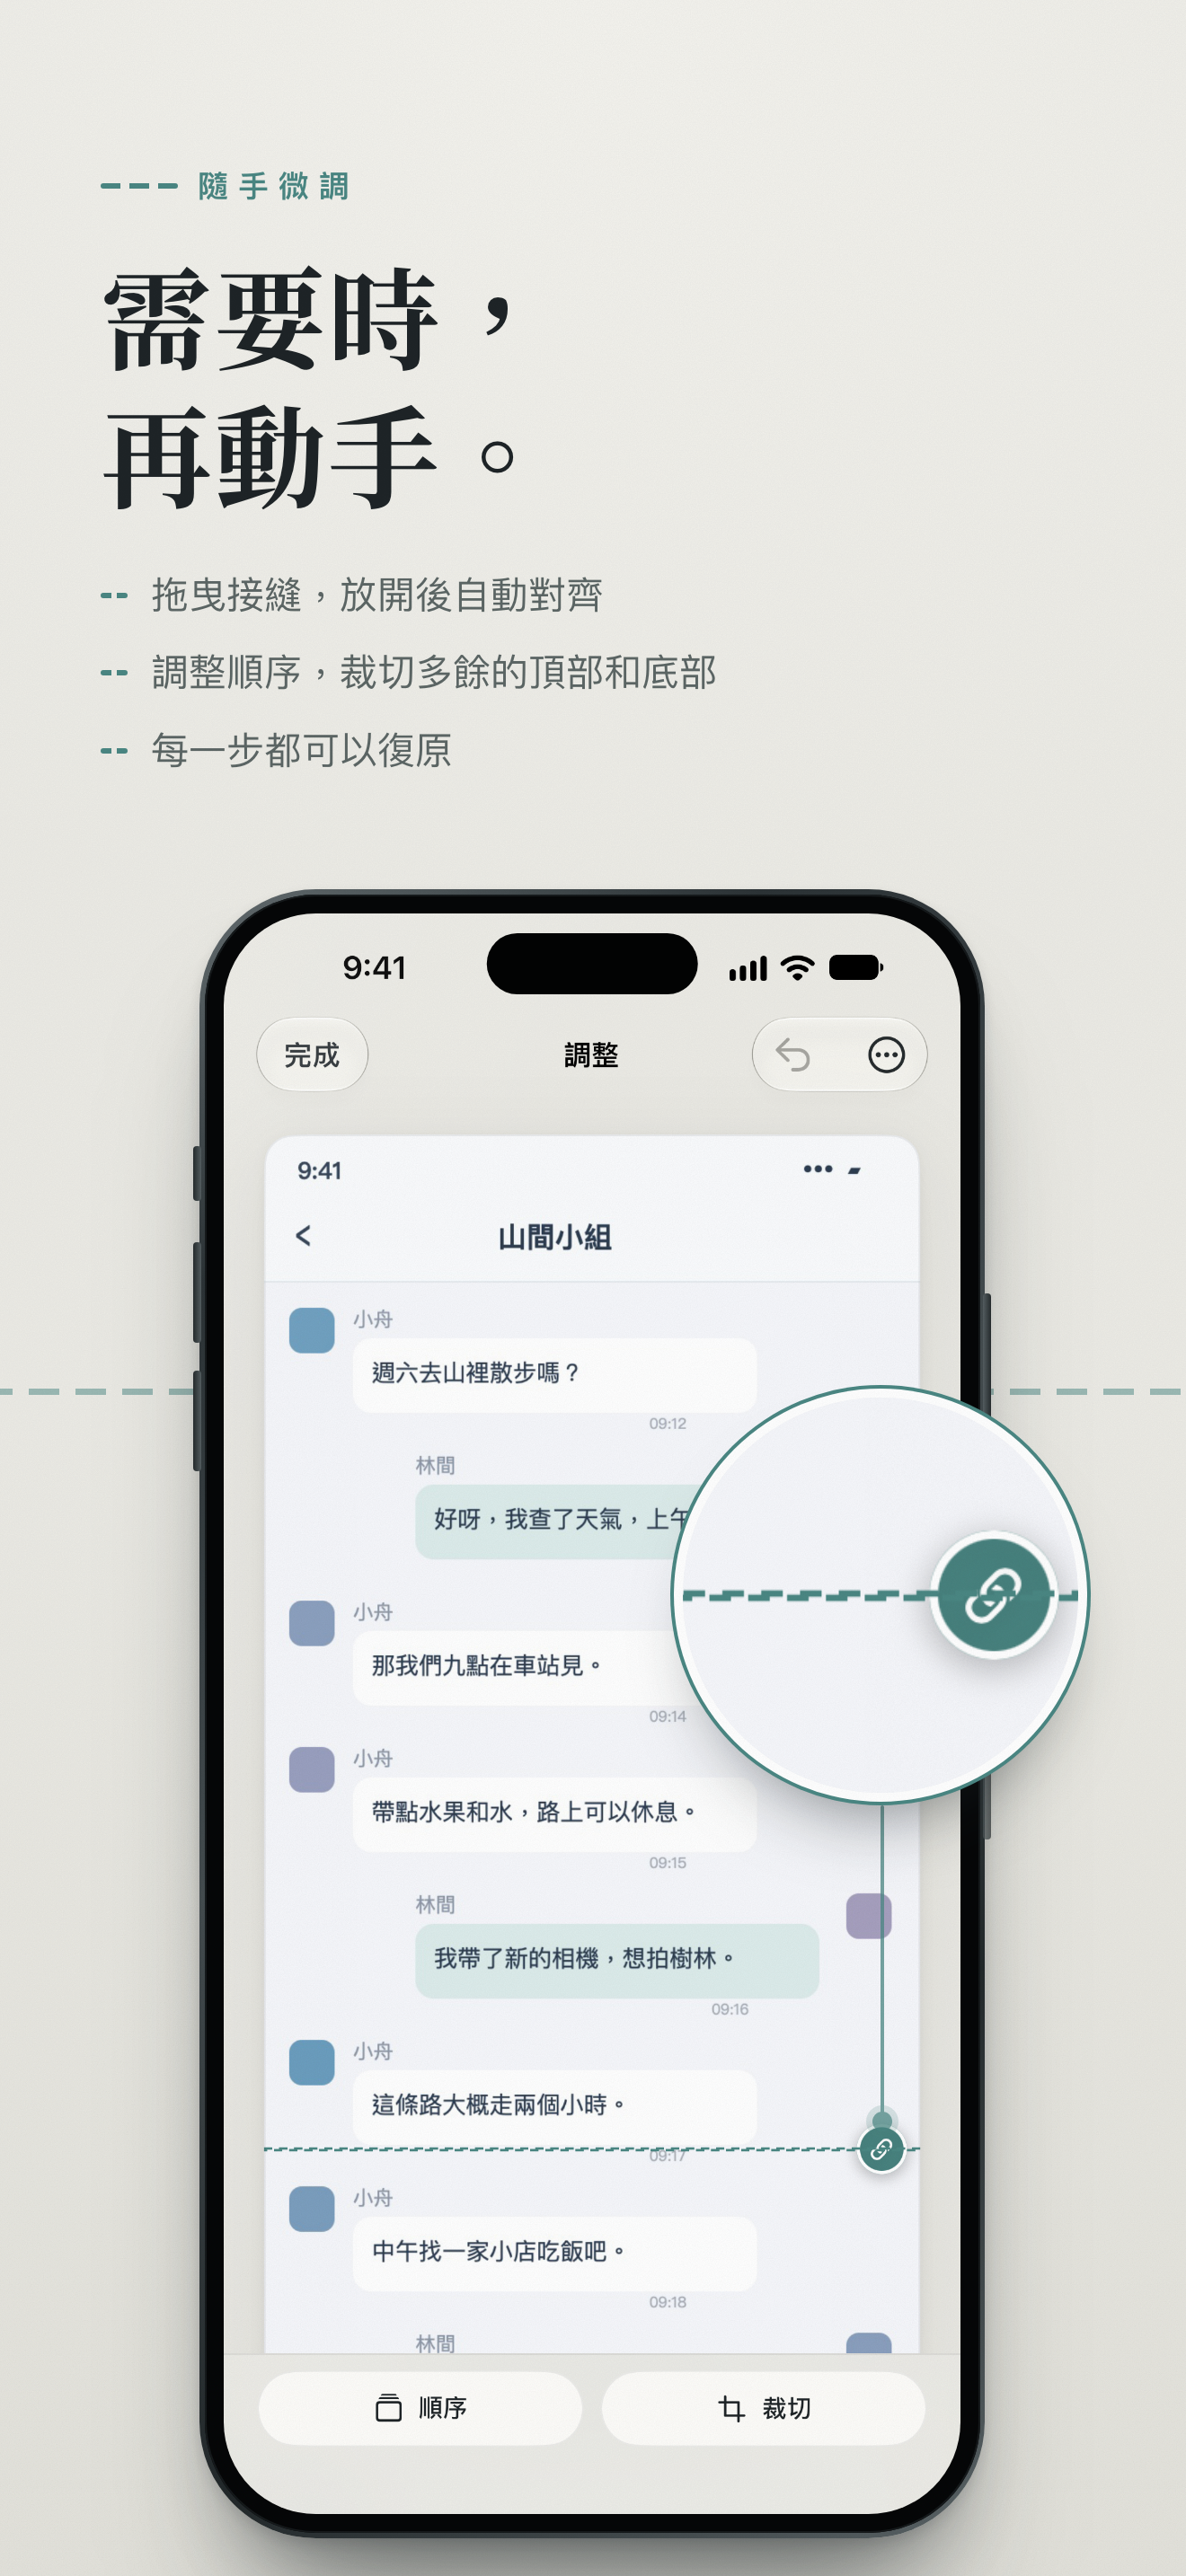 隨手微調
需要時，
再動手。
拖曳接縫，放開後自動對齊
調整順序，裁切多餘的頂部和底部
每一步都可以復原
9:41
完成
調整
9:41
山間小組
小舟
週六去山裡散步嗎？
09:12
林間
好呀，我查了天氣，上午
小舟
那我們九點在車站見。
09:14
小舟
帶點水果和水，路上可以休息。
09:15
林間
我帶了新的相機，想拍樹林。
09:16
小舟
這條路大概走兩個小時。
09:17
小舟
中午找一家小店吃飯吧。
09:18
林間
順序
裁切